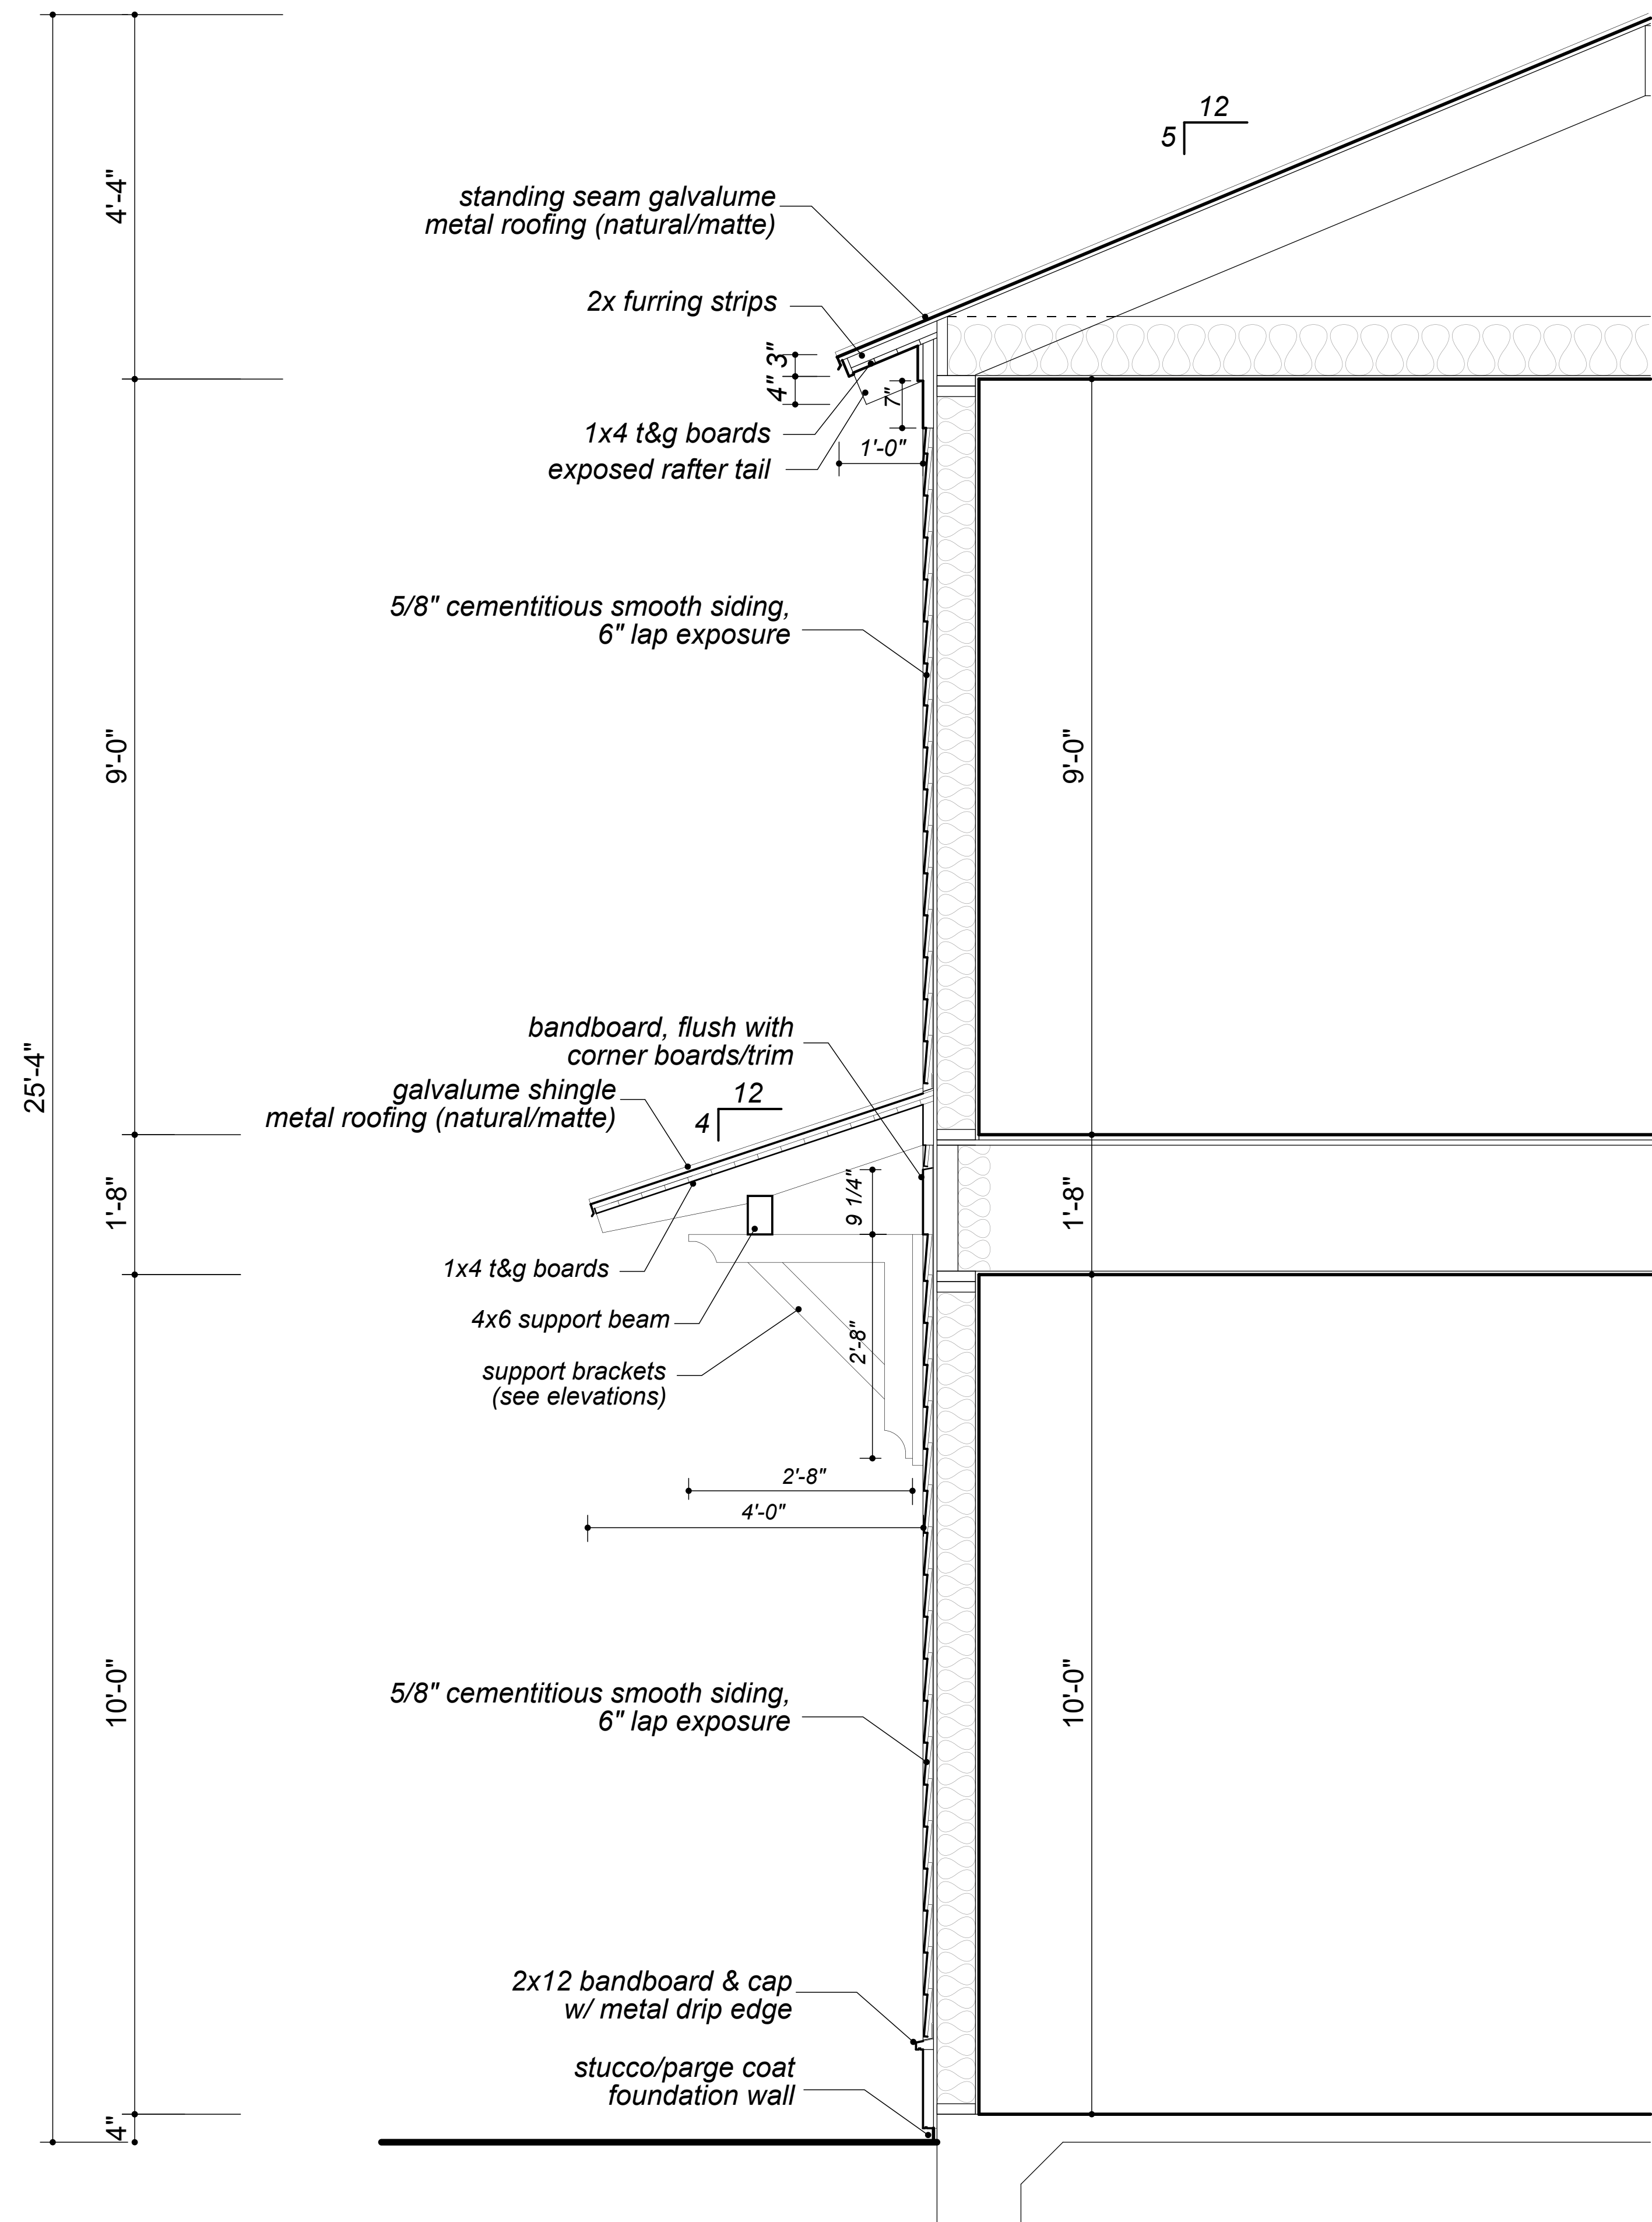 12
5
4'-4"
standing seam galvalume
metal roofing (natural/matte)
2x furring strips
3"
4"
7"
1x4 t&g boards
1'-0"
exposed rafter tail
5/8" cementitious smooth siding,
6" lap exposure
9'-0"
9'-0"
bandboard, flush with
corner boards/trim
25'-4"
galvalume shingle
metal roofing (natural/matte)
12
4
1'-8"
9 1/4"
1'-8"
1x4 t&g boards
4x6 support beam
2'-8"
support brackets
(see elevations)
2'-8"
4'-0"
10'-0"
5/8" cementitious smooth siding,
6" lap exposure
10'-0"
2x12 bandboard & cap
w/ metal drip edge
stucco/parge coat
foundation wall
4"